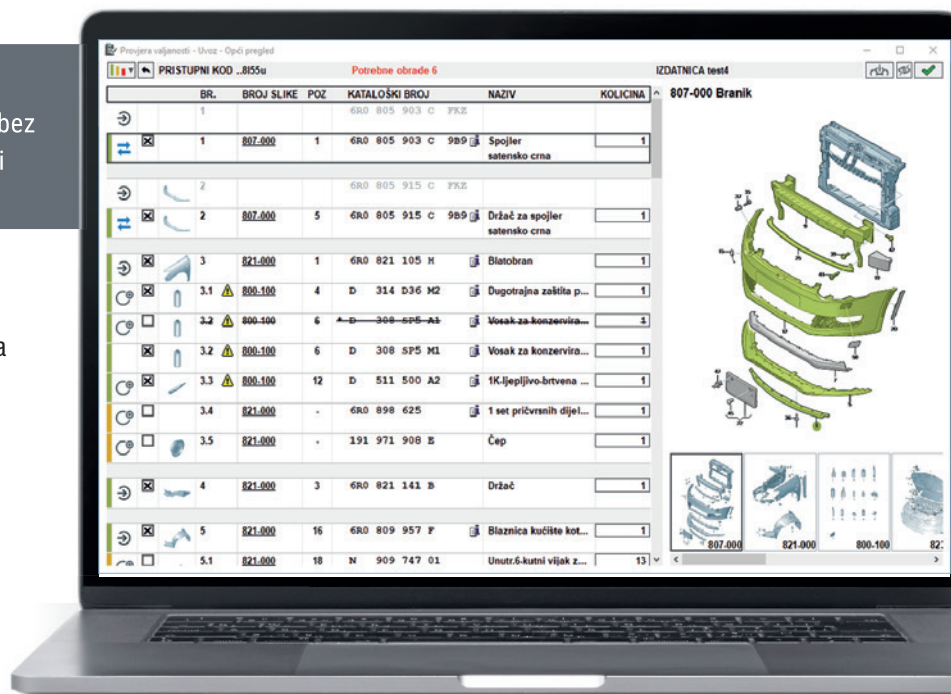 bez
i
a
Provjera valjanosti - Uvoz - Opći pregled
PRISTUPNI KOD ..8I55u Potrebne obrade 6 IZDATNICA test4
BR. BROJ SLIKE POZ KATALOŠKI BROJ NAZIV KOLICINA
807-000 Branik
1 6R0 805 903 C FKZ
1 807-000 1 6R0 805 903 C 9B9 Spojler 1
satensko crna
2 6R0 805 915 C FKZ
2 807-000 5 6R0 805 915 C 9B9 Držač za spojler 1
satensko crna
3 821-000 1 6R0 821 105 H Blatobran 1
3.1 800-100 4 D 314 D36 M2 Dugotrajna zaštita p... 1
3.2 800-100 6 D 308 SP5 A1 Vosak za konzervira... 1
3.2 800-100 6 D 308 SP5 M1 Vosak za konzervira... 1
3.3 800-100 12 D 511 500 A2 1K-ljepljivo-brtvena ... 1
3.4 821-000 - 6R0 898 625 1 set pričvrsnih dijel... 1
3.5 821-000 - 191 971 908 E Čep 1
4 821-000 3 6R0 821 141 B Držač 1
5 821-000 16 6R0 809 957 F Blaznica kućište kot... 1
5.1 821-000 18 N 909 747 01 Unutr.6-kutni vijak z... 13
807-000 821-000 800-100 82